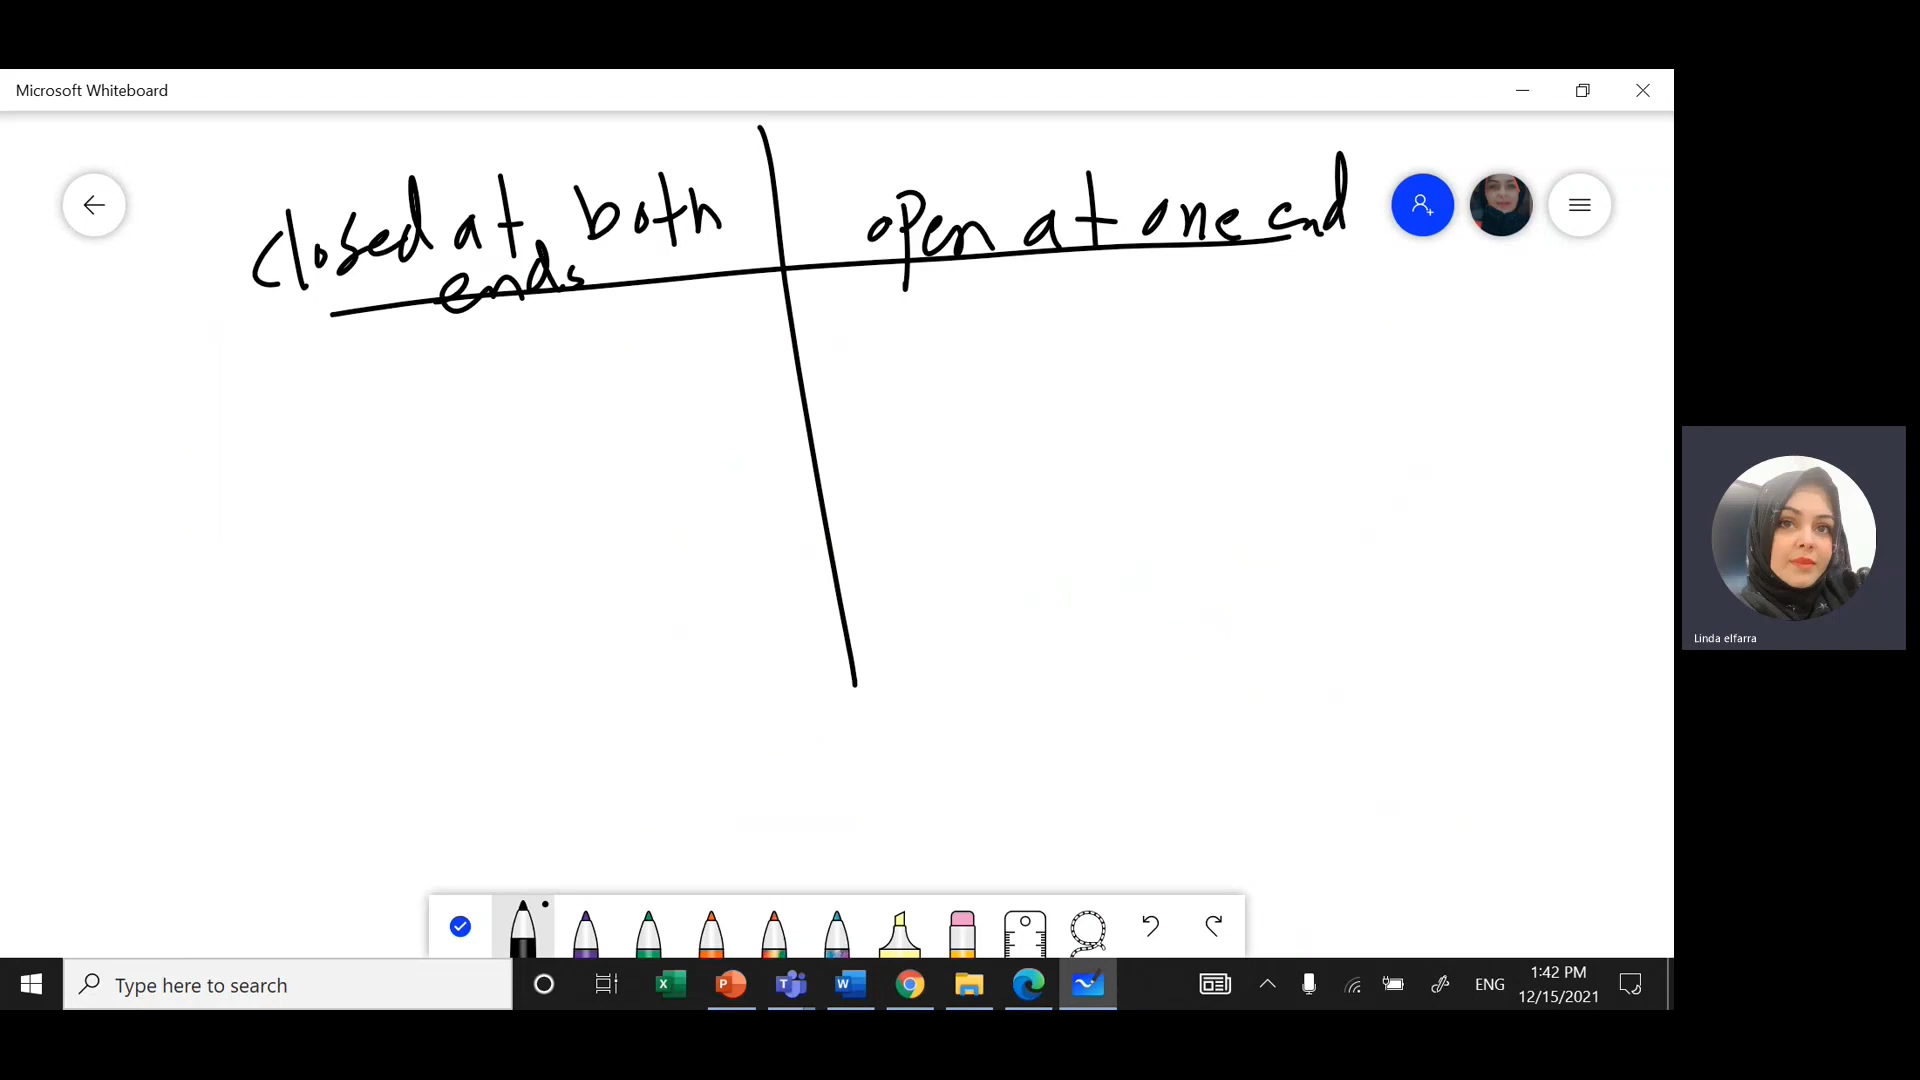 Microsoft Whiteboard
closed at both
ends
open at one end
Linda elfarra
Type here to search
ENG
1:42 PM
12/15/2021